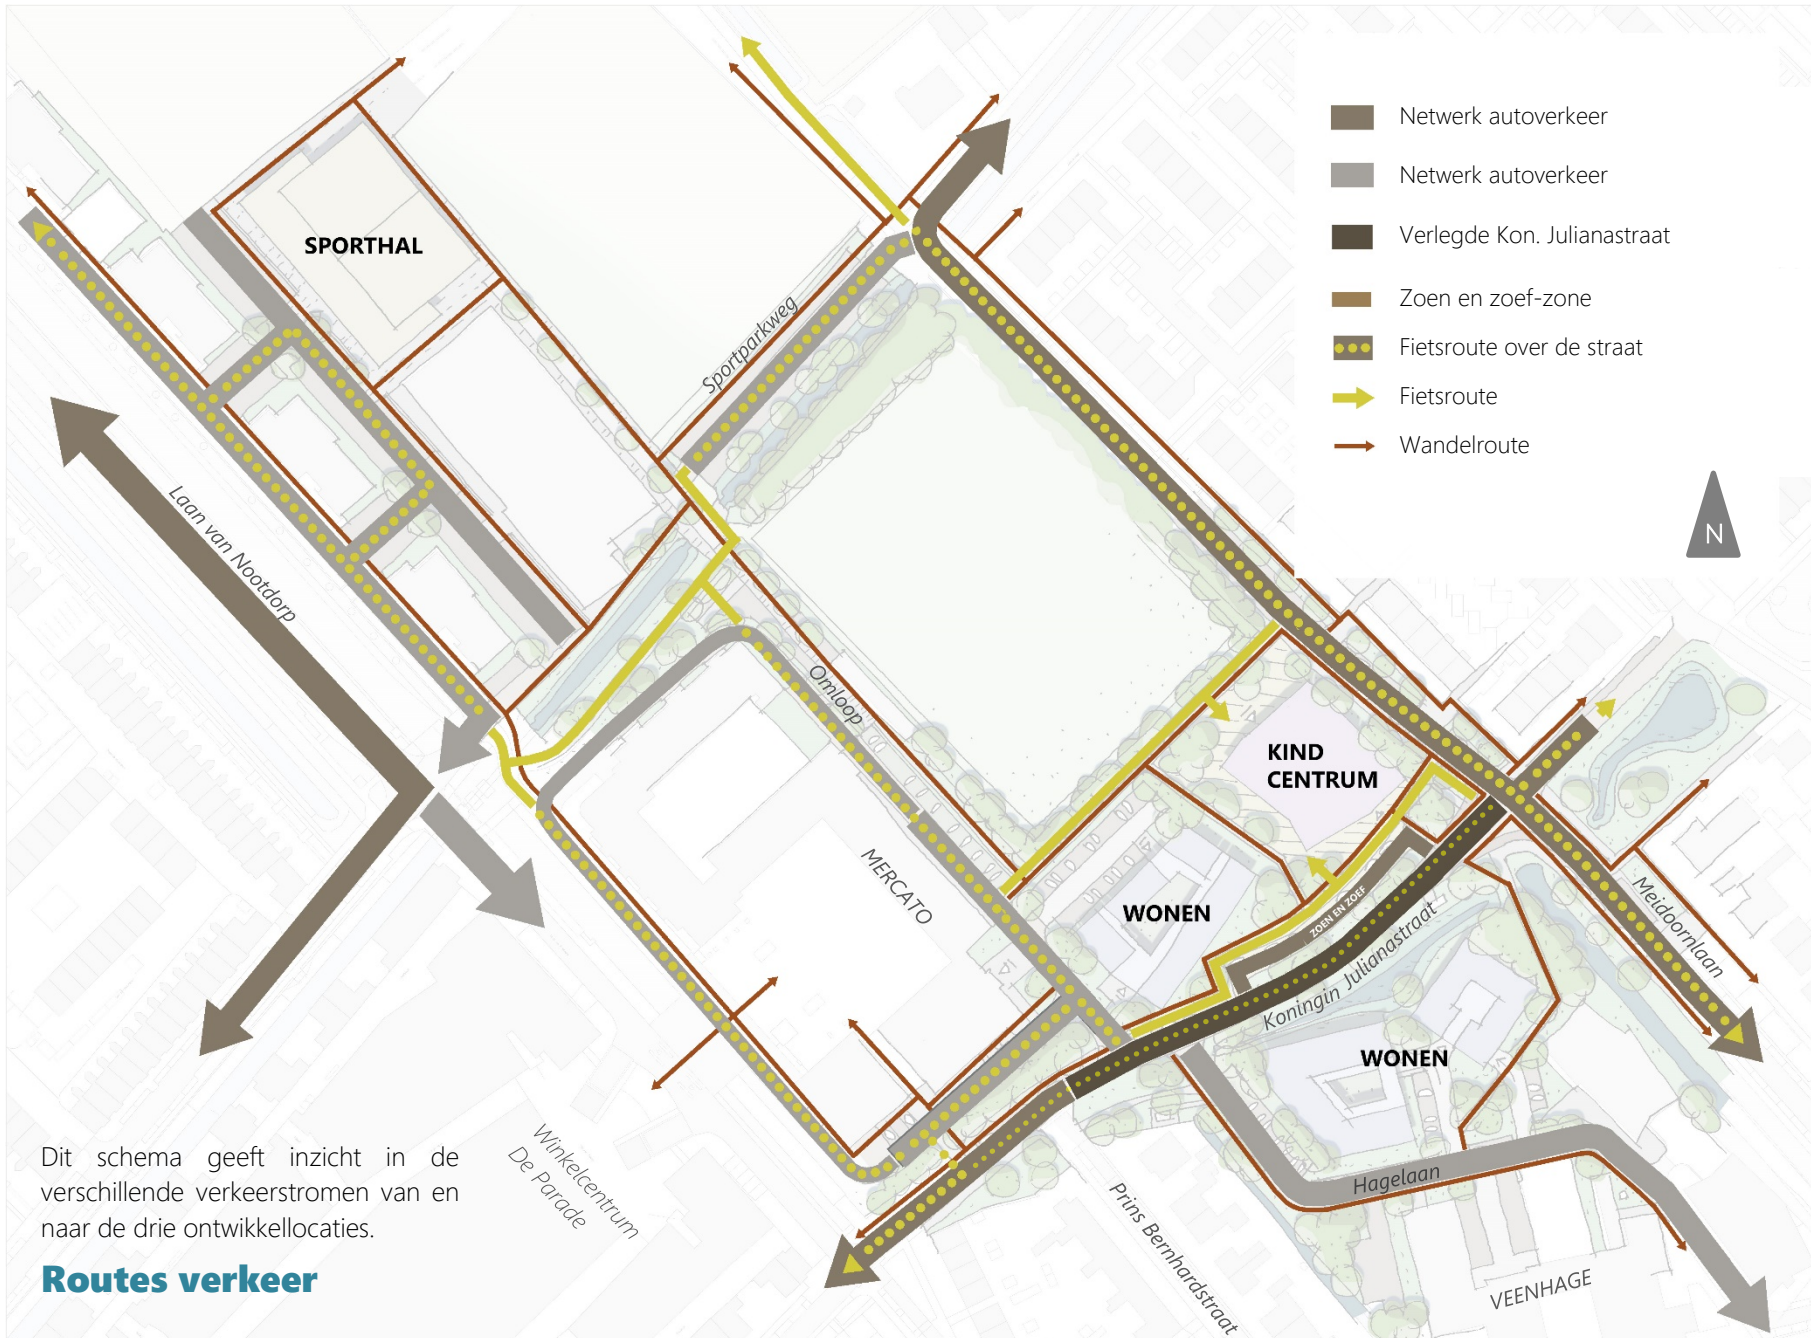 Netwerk autoverkeer
Netwerk autoverkeer
Verlegde Kon. Julianastraat
Zoen en zoef-zone
Fietsroute over de straat
Fietsroute
Wandelroute
N
SPORTHAL
Sportparkweg
Laan van Nootdorp
Omloop
KIND
CENTRUM
MERCATO
WONEN
ZOEN EN ZOEF
Koningin Julianastraat
Meidoornlaan
WONEN
Hagelaan
Winkelcentrum
De Parade
Prins Bernhardstraat
VEENHAGE
Dit schema geeft inzicht in de
verschillende verkeerstromen van en
naar de drie ontwikkellocaties.
Routes verkeer